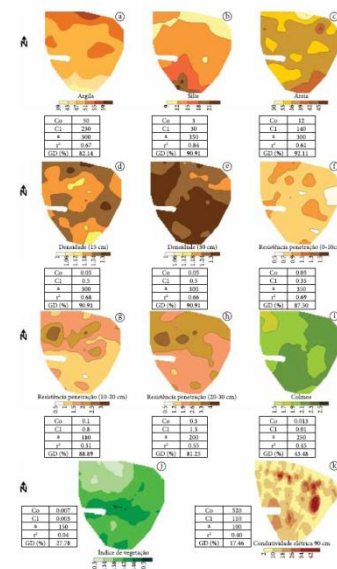 N
a
b
c
Argila
Silte
Areia
Co 50
C1 230
a 300
r² 0.67
GD (%) 82.14
Co 3
C1 30
a 350
r² 0.84
GD (%) 90.91
Co 12
C1 140
a 300
r² 0.61
GD (%) 92.11
N
d
e
f
Densidade (15 cm)
Densidade (30 cm)
Resistência penetração (0-10cm)
Co 0.05
C1 0.5
a 300
r² 0.68
GD (%) 90.91
Co 0.05
C1 0.5
a 300
r² 0.66
GD (%) 90.91
Co 0.05
C1 0.35
a 350
r² 0.69
GD (%) 87.50
N
g
h
i
Resistência penetração (10-20 cm)
Resistência penetração (20-30 cm)
Colmos
Co 0.1
C1 0.8
a 180
r² 0.51
GD (%) 88.89
Co 0.3
C1 1.3
a 200
r² 0.55
GD (%) 81.25
Co 0.013
C1 0.01
a 250
r² 0.45
GD (%) 43.48
N
j
k
Co 0.007
C1 0.003
a 150
r² 0.04
GD (%) 27.78
Índice de vegetação
Co 520
C1 110
a 100
r² 0.40
GD (%) 17.46
Condutividade elétrica 90 cm